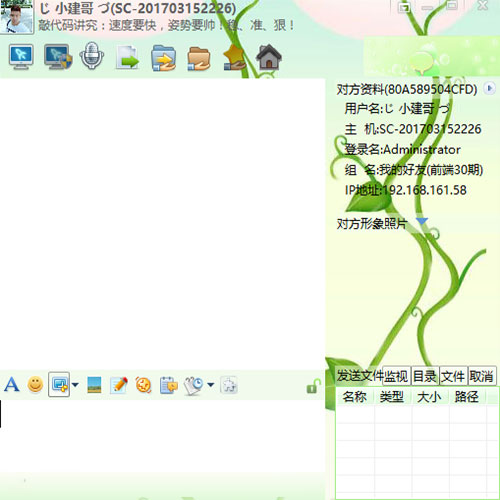 じ 小建哥 づ(SC-201703152226)
敲代码讲究：速度要快，姿势要帅！稳、准、狠！
对方资料(80A589504CFD)
用户名:じ 小建哥 づ
主 机:SC-201703152226
登录名:Administrator
组 名:我的好友(前端30期)
IP地址:192.168.161.58
对方形象照片
发送文件 监视 目录 文件 取消
名称 类型 大小 路径